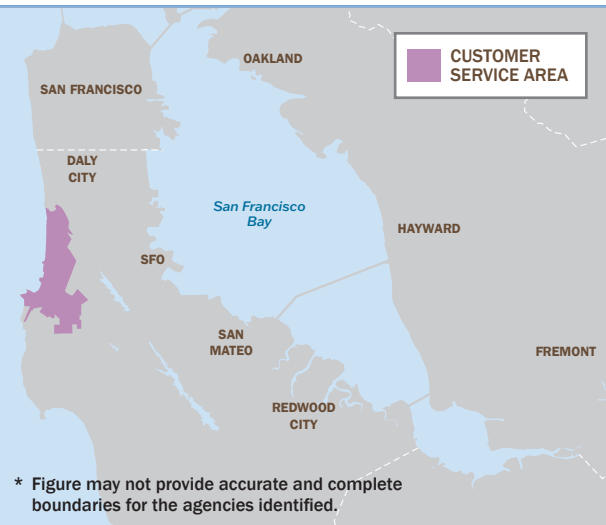 OAKLAND
CUSTOMER
SERVICE AREA
SAN FRANCISCO
DALY
CITY
San Francisco
Bay
HAYWARD
SFO
SAN
MATEO
FREMONT
REDWOOD
CITY
* Figure may not provide accurate and complete
boundaries for the agencies identified.